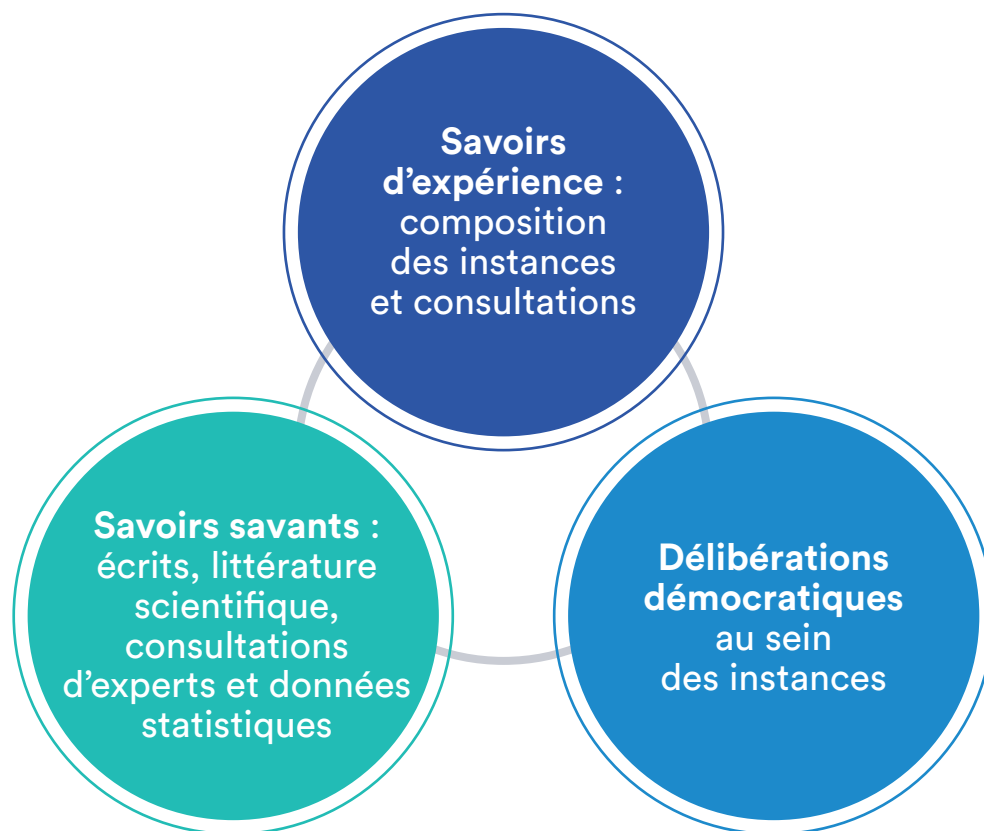 Savoirs
d’expérience :
composition
des instances
et consultations
Savoirs savants :
écrits, littérature
scientifique,
consultations
d’experts et données
statistiques
Délibérations
démocratiques
au sein
des instances